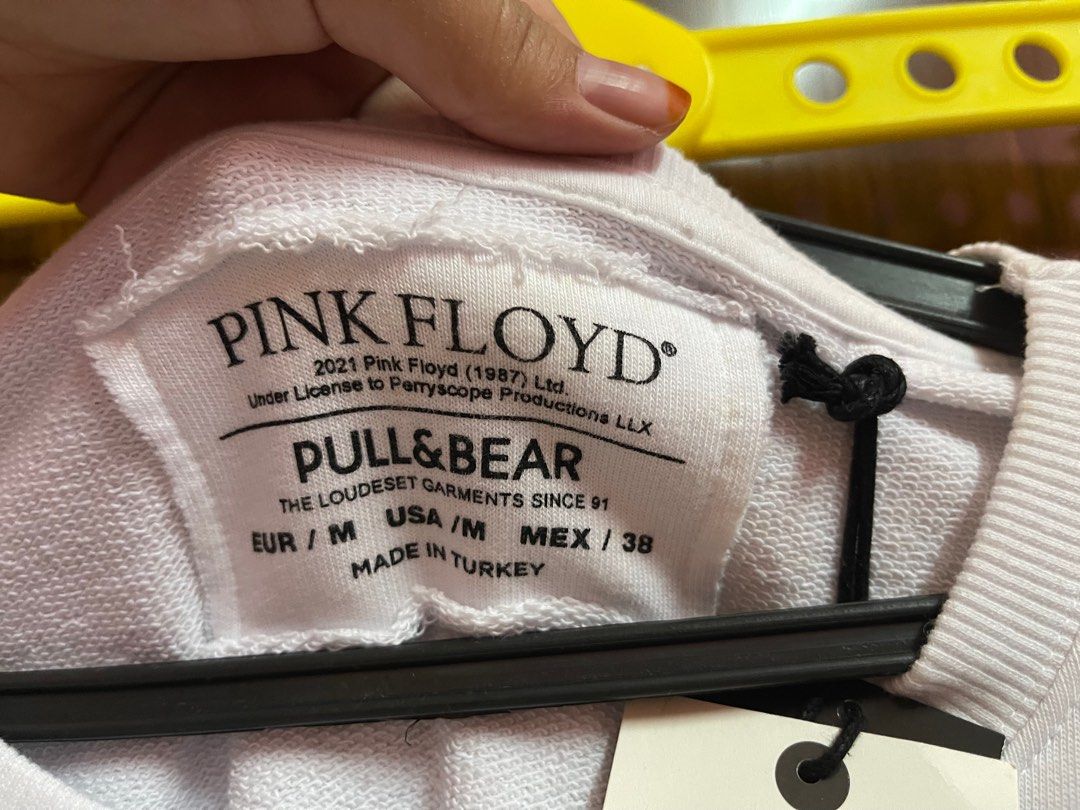 PINK FLOYD®
2021 Pink Floyd (1987) Ltd.
Under License to Perryscope Productions LLX
PULL&BEAR
THE LOUDESET GARMENTS SINCE 91
EUR / M USA /M MEX / 38
MADE IN TURKEY